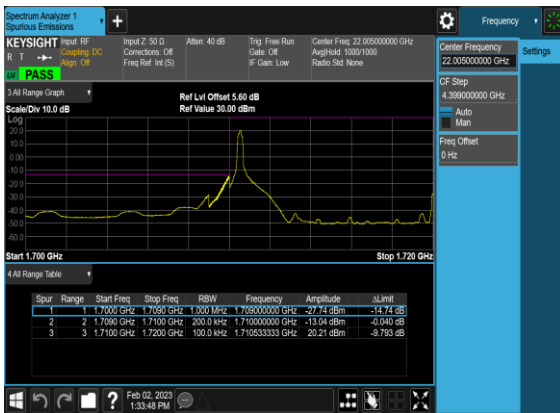 Spectrum Analyzer 1
Spurious Emissions
Frequency
KEYSIGHT Input: RF Input Z: 50 Ω Atten: 40 dB Trig: Free Run Center Freq: 22.005000000 GHz
R T Coupling: DC Corrections: Off Gate: Off Avg|Hold: 1000/1000
Align: Off Freq Ref: Int (S) IF Gain: Low Radio Std: None
PASS
Center Frequency
22.005000000 GHz
Settings
CF Step
4.399000000 GHz
Auto
Man
Freq Offset
0 Hz
3 All Range Graph
Ref Lvl Offset 5.60 dB
Scale/Div 10.0 dB Ref Value 30.00 dBm
Log
20.0
10.0
0.00
-10.0
-20.0
-30.0
-40.0
-50.0
-60.0
Start 1.700 GHz Stop 1.720 GHz
4 All Range Table
Spur Range Start Freq Stop Freq RBW Frequency Amplitude ΔLimit
1 1 1.7000 GHz 1.7090 GHz 1.000 MHz 1.709000000 GHz -27.74 dBm -14.74 dB
2 2 1.7090 GHz 1.7100 GHz 200.0 kHz 1.710000000 GHz -13.04 dBm -0.040 dB
3 3 1.7100 GHz 1.7200 GHz 100.0 kHz 1.710533333 GHz 20.21 dBm -9.793 dB
?
Feb 02, 2023
1:33:48 PM